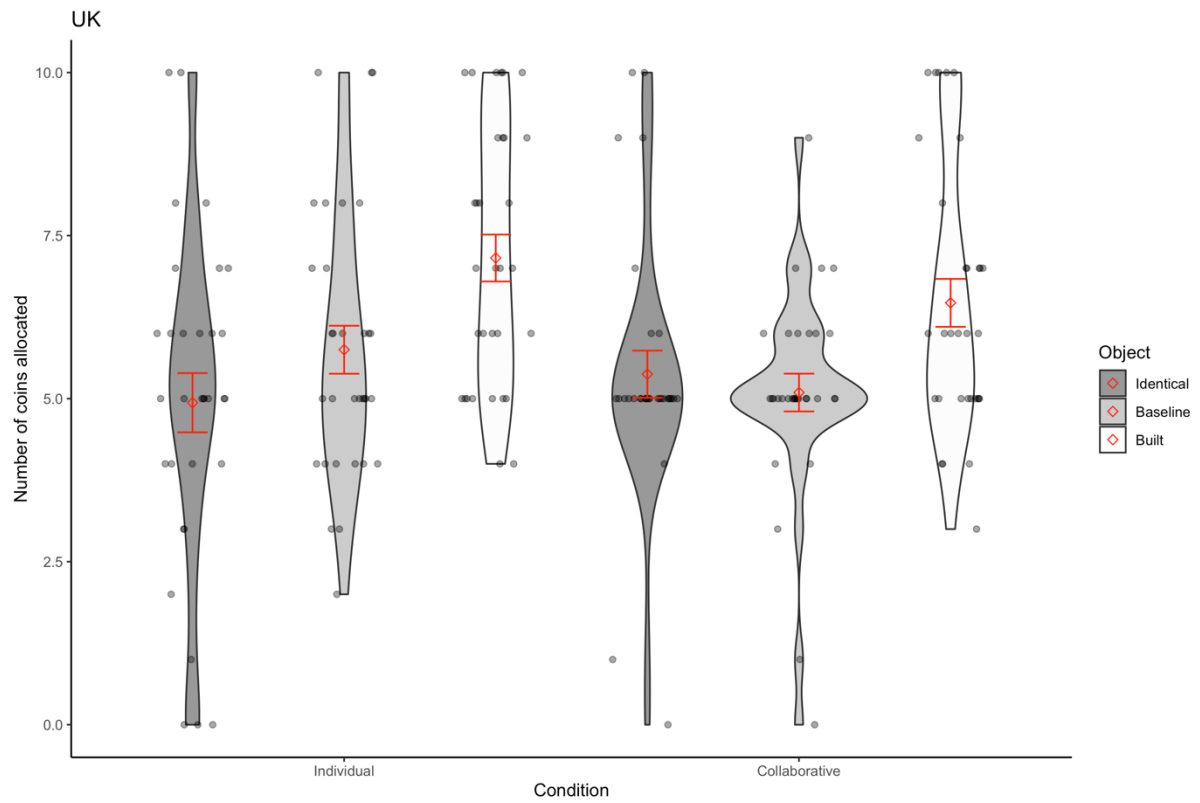 UK
Number of coins allocated
10.0
7.5
5.0
2.5
0.0
Individual
Collaborative
Condition
Object
Identical
Baseline
Built